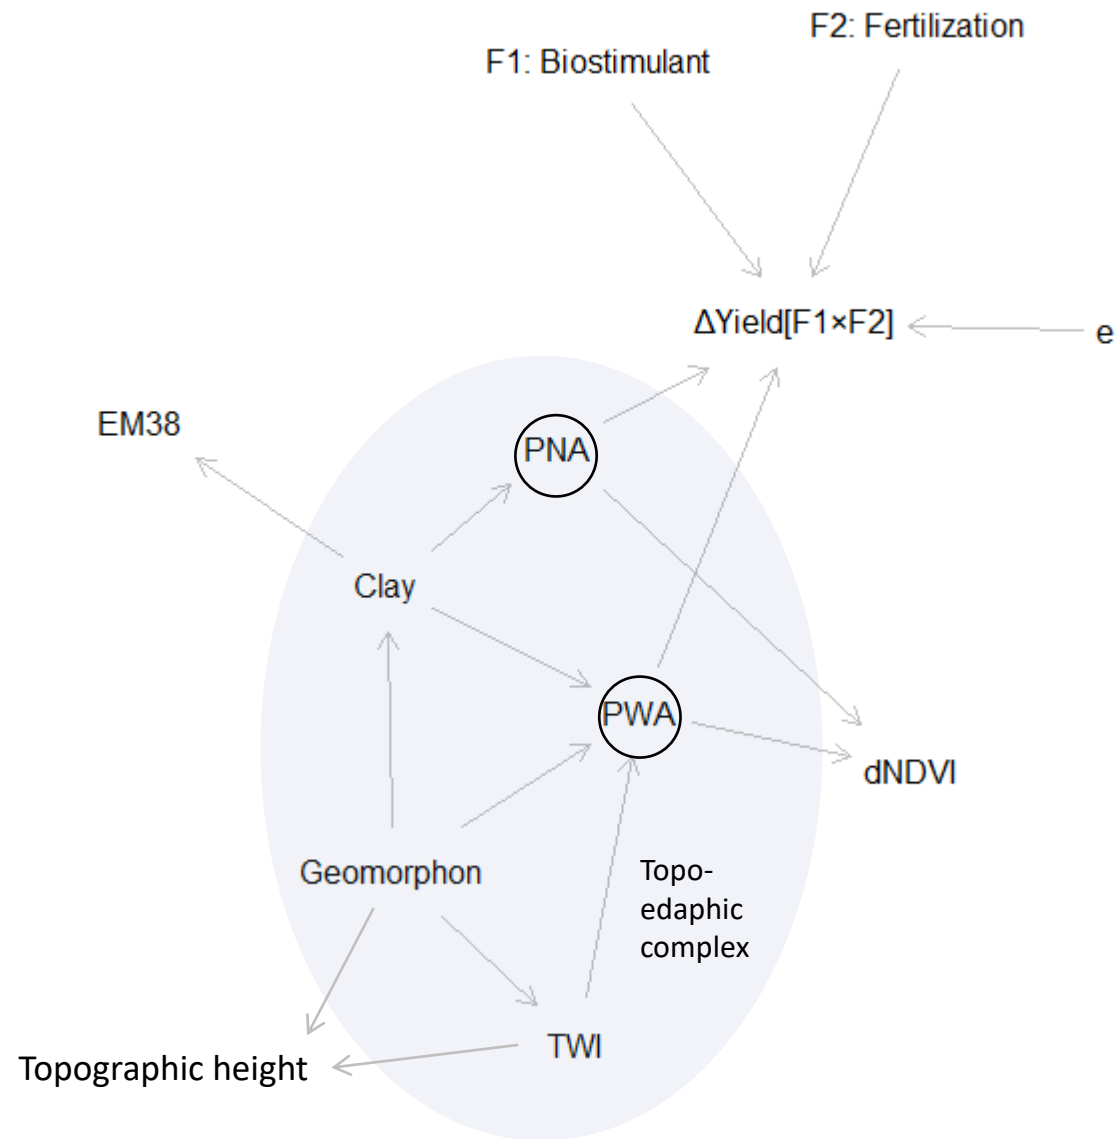 F2: Fertilization
F1: Biostimulant
ΔYield[F1×F2]
e
EM38
PNA
Clay
PWA
dNDVI
Geomorphon
Topo-
edaphic
complex
TWI
Topographic height